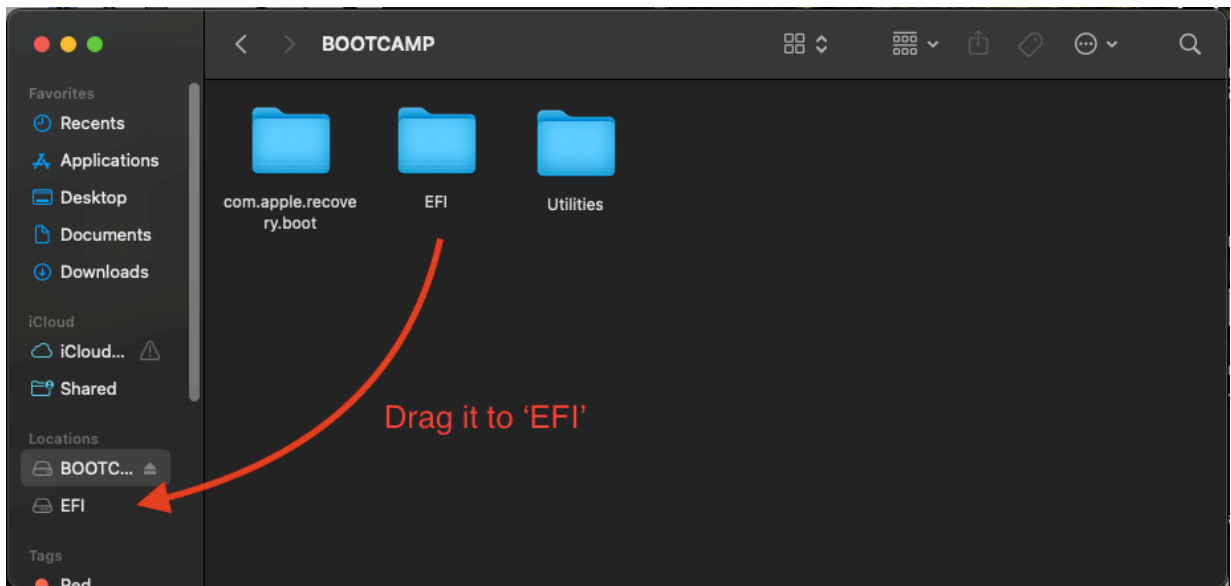 BOOTCAMP
Favorites
Recents
Applications
Desktop
Documents
Downloads
iCloud
iCloud...
Shared
Locations
BOOTC...
EFI
Tags
Red
com.apple.recove
ry.boot
EFI
Utilities
Drag it to ‘EFI’